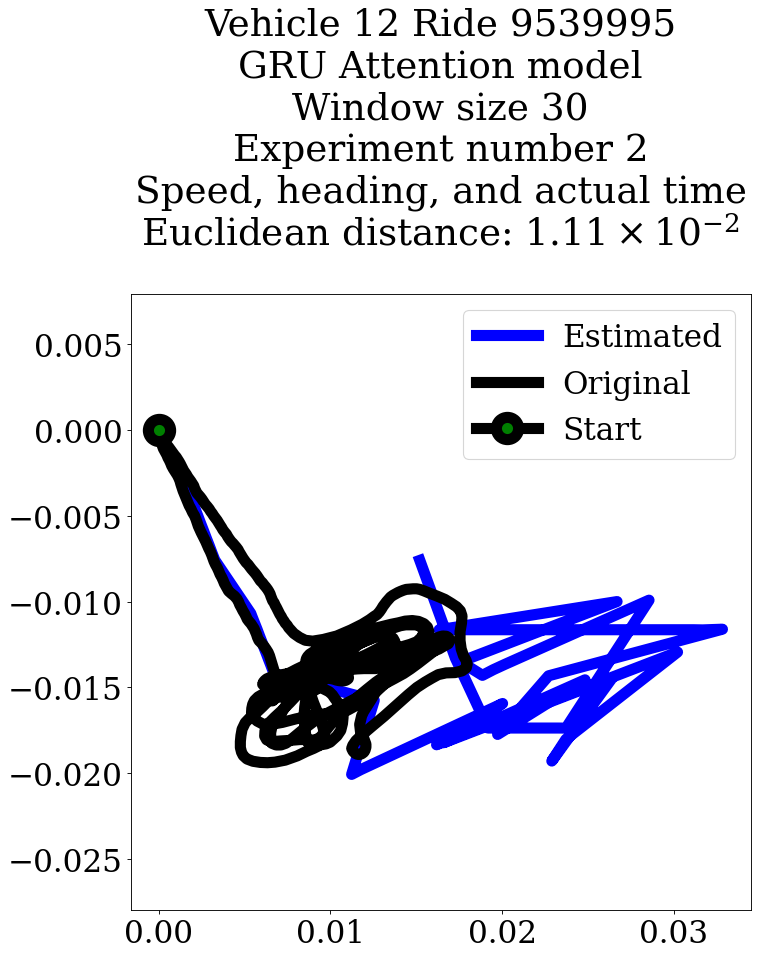 Vehicle 12 Ride 9539995
GRU Attention model
Window size 30
Experiment number 2
Speed, heading, and actual time
Euclidean distance: 1.11 × 10⁻²
Estimated
Original
Start
0.005
0.000
−0.005
−0.010
−0.015
−0.020
−0.025
0.00 0.01 0.02 0.03